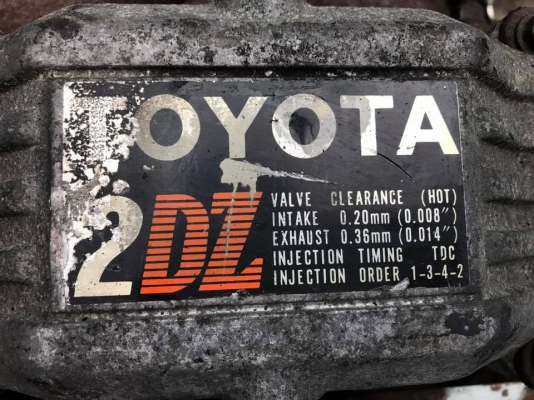 TOYOTA
2DZ
VALVE CLEARANCE (HOT)
INTAKE 0.20mm (0.008")
EXHAUST 0.36mm (0.014")
INJECTION TIMING TDC
INJECTION ORDER 1-3-4-2